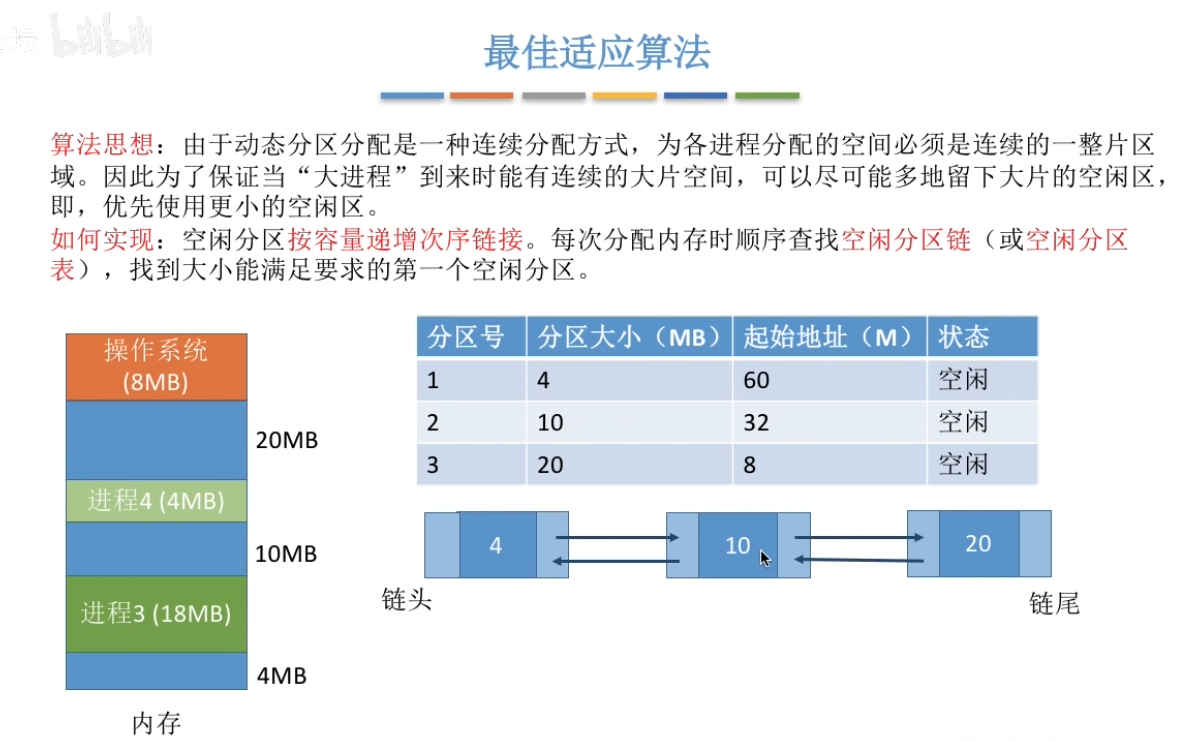 bilibili
最佳适应算法
算法思想：由于动态分区分配是一种连续分配方式，为各进程分配的空间必须是连续的一整片区
域。因此为了保证当“大进程”到来时能有连续的大片空间，可以尽可能多地留下大片的空闲区，
即，优先使用更小的空闲区。
如何实现：空闲分区按容量递增次序链接。每次分配内存时顺序查找空闲分区链（或空闲分区
表），找到大小能满足要求的第一个空闲分区。
操作系统
(8MB)
20MB
进程4 (4MB)
10MB
进程3 (18MB)
4MB
内存
分区号 分区大小（MB） 起始地址（M） 状态
1 4 60 空闲
2 10 32 空闲
3 20 8 空闲
4 10 20
链头 链尾